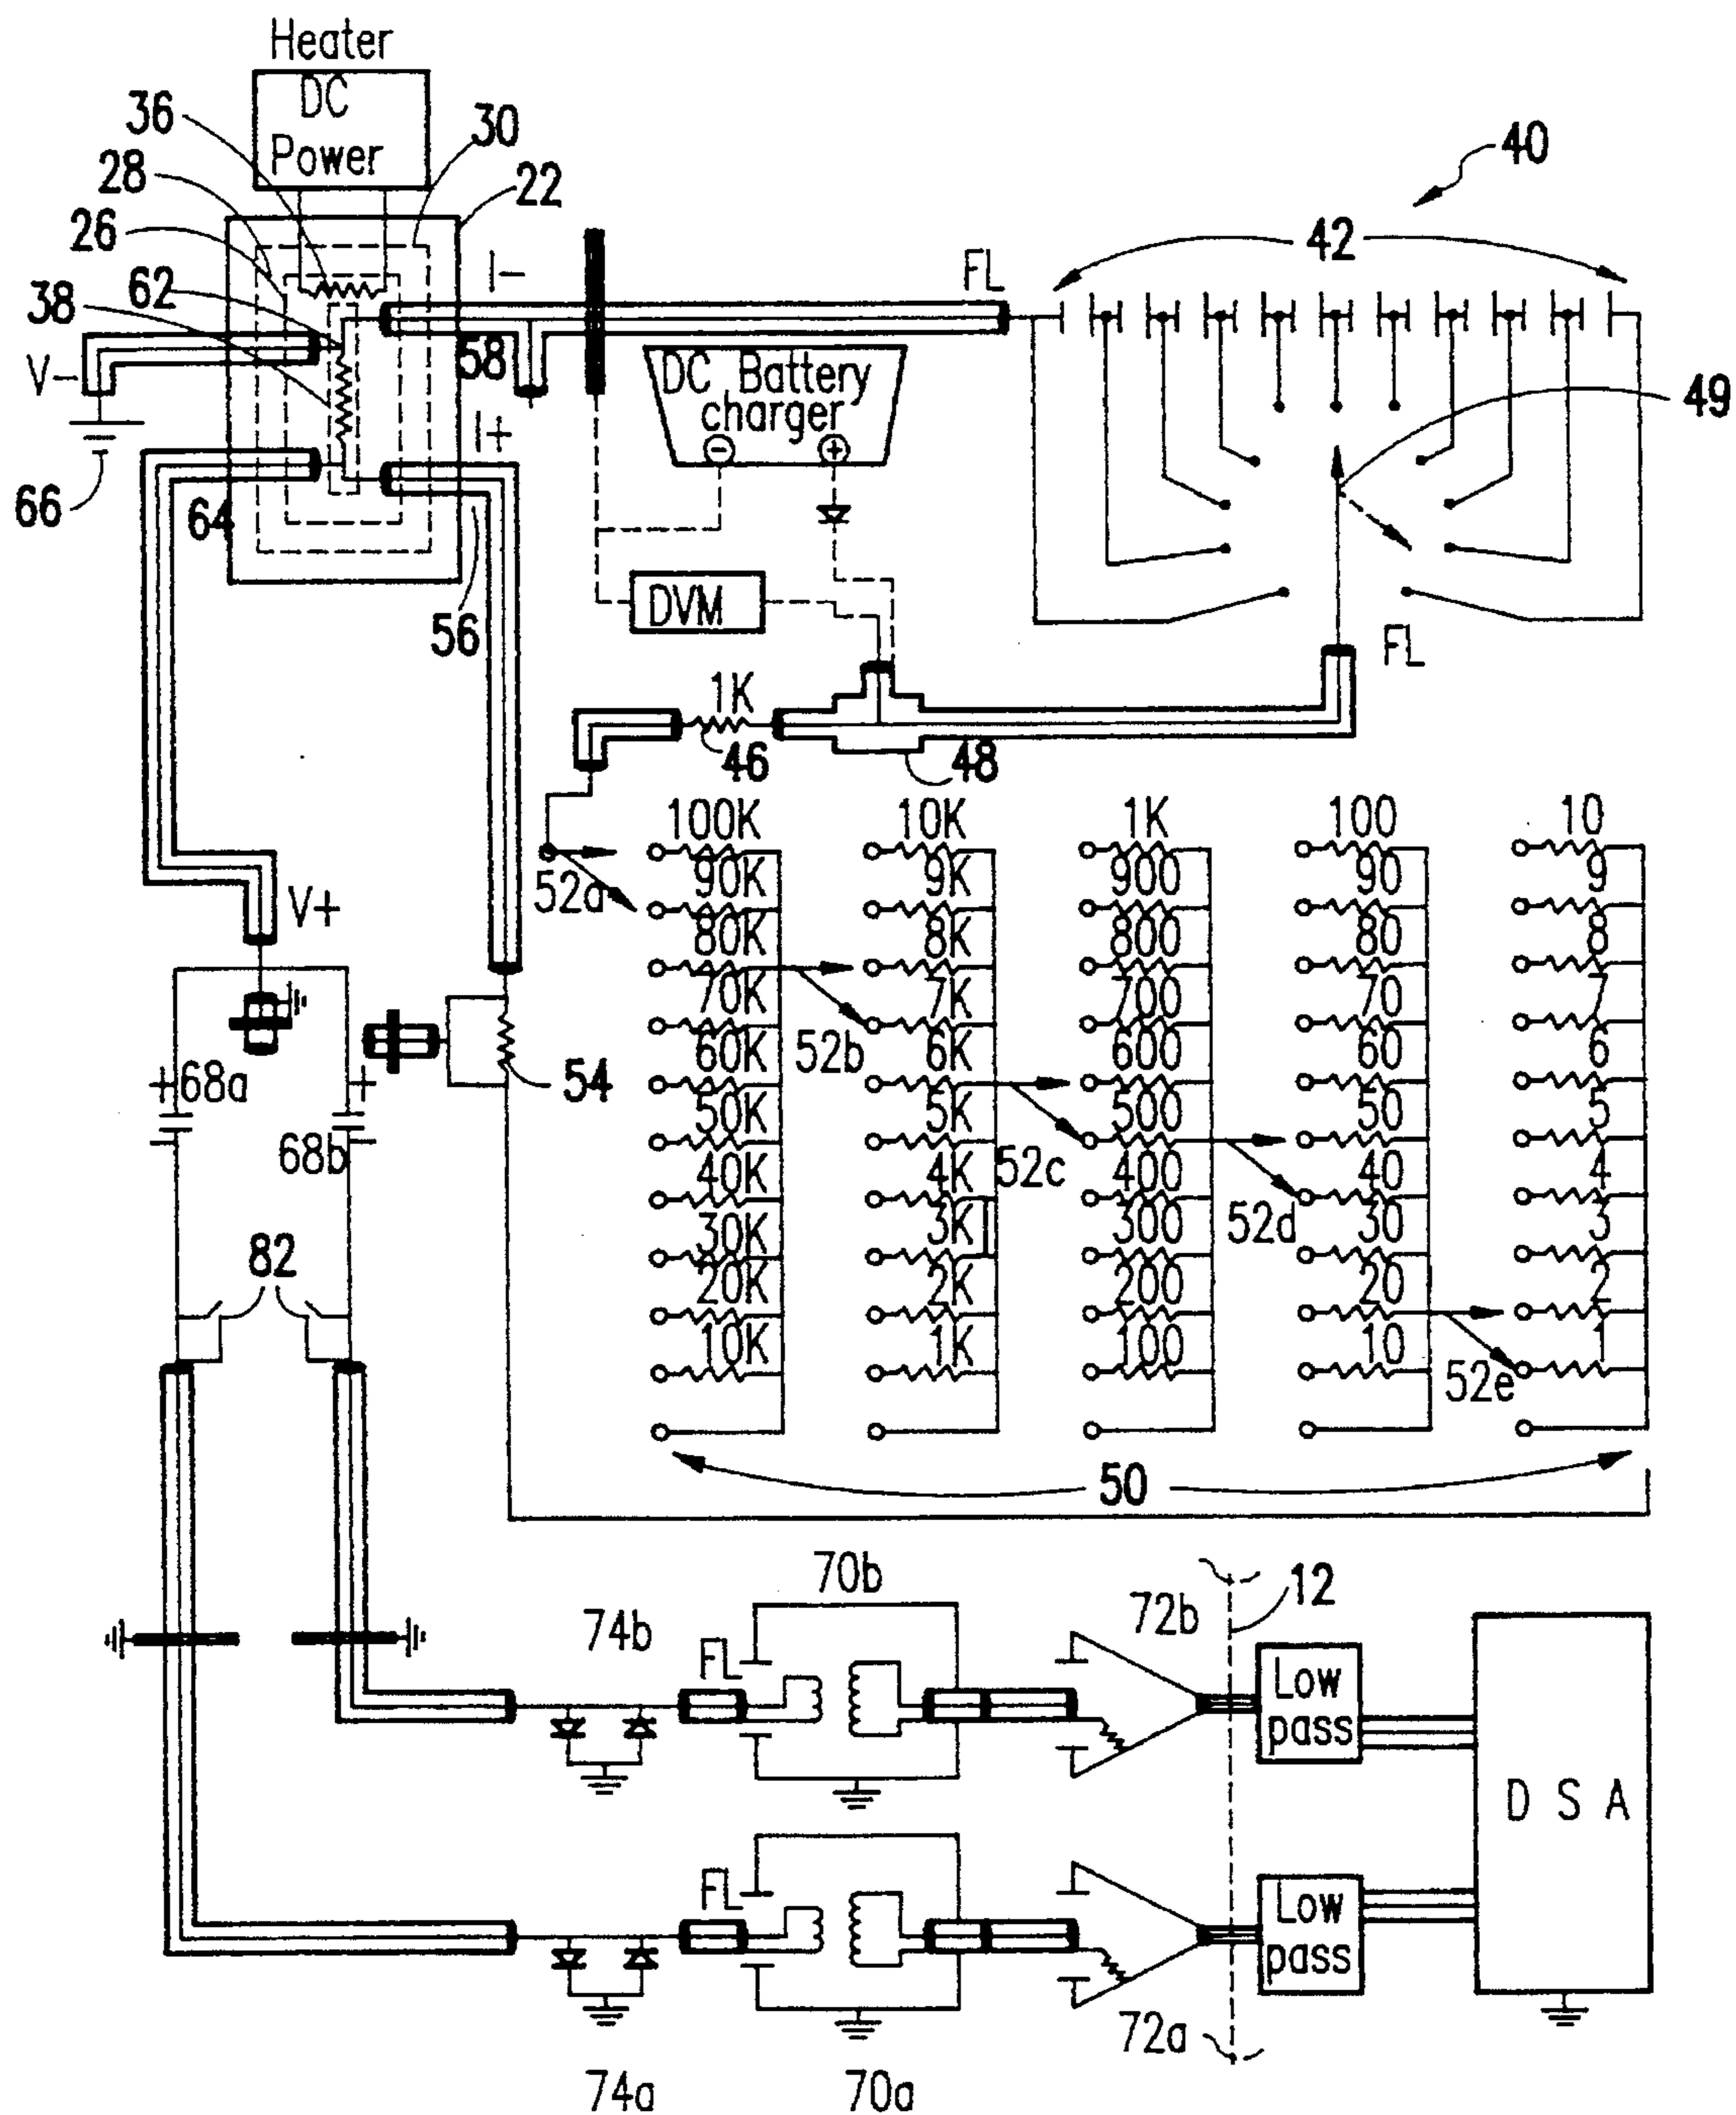 Heater
DC
Power
36
30
28
22
26
62
38
V-
66
64
I-
58
I+
56
FL
40
42
49
DC Battery
charger
-
+
DVM
FL
1K
46
48
52a
100K 10K 1K 100 10
90K 9K 900 90 9
80K 8K 800 80 8
70K 7K 700 70 7
52b
60K 6K 600 60 6
50K 5K 500 50 5
52c
40K 4K 400 40 4
52d
30K 3K 300 30 3
20K 2K 200 20 2
10K 1K 100 10 1
52e
50
V+
54
+ 68a
-
+
68b -
82
70b
74b
FL
72b
12
Low
pass
D S A
FL
Low
pass
72a
74a
70a